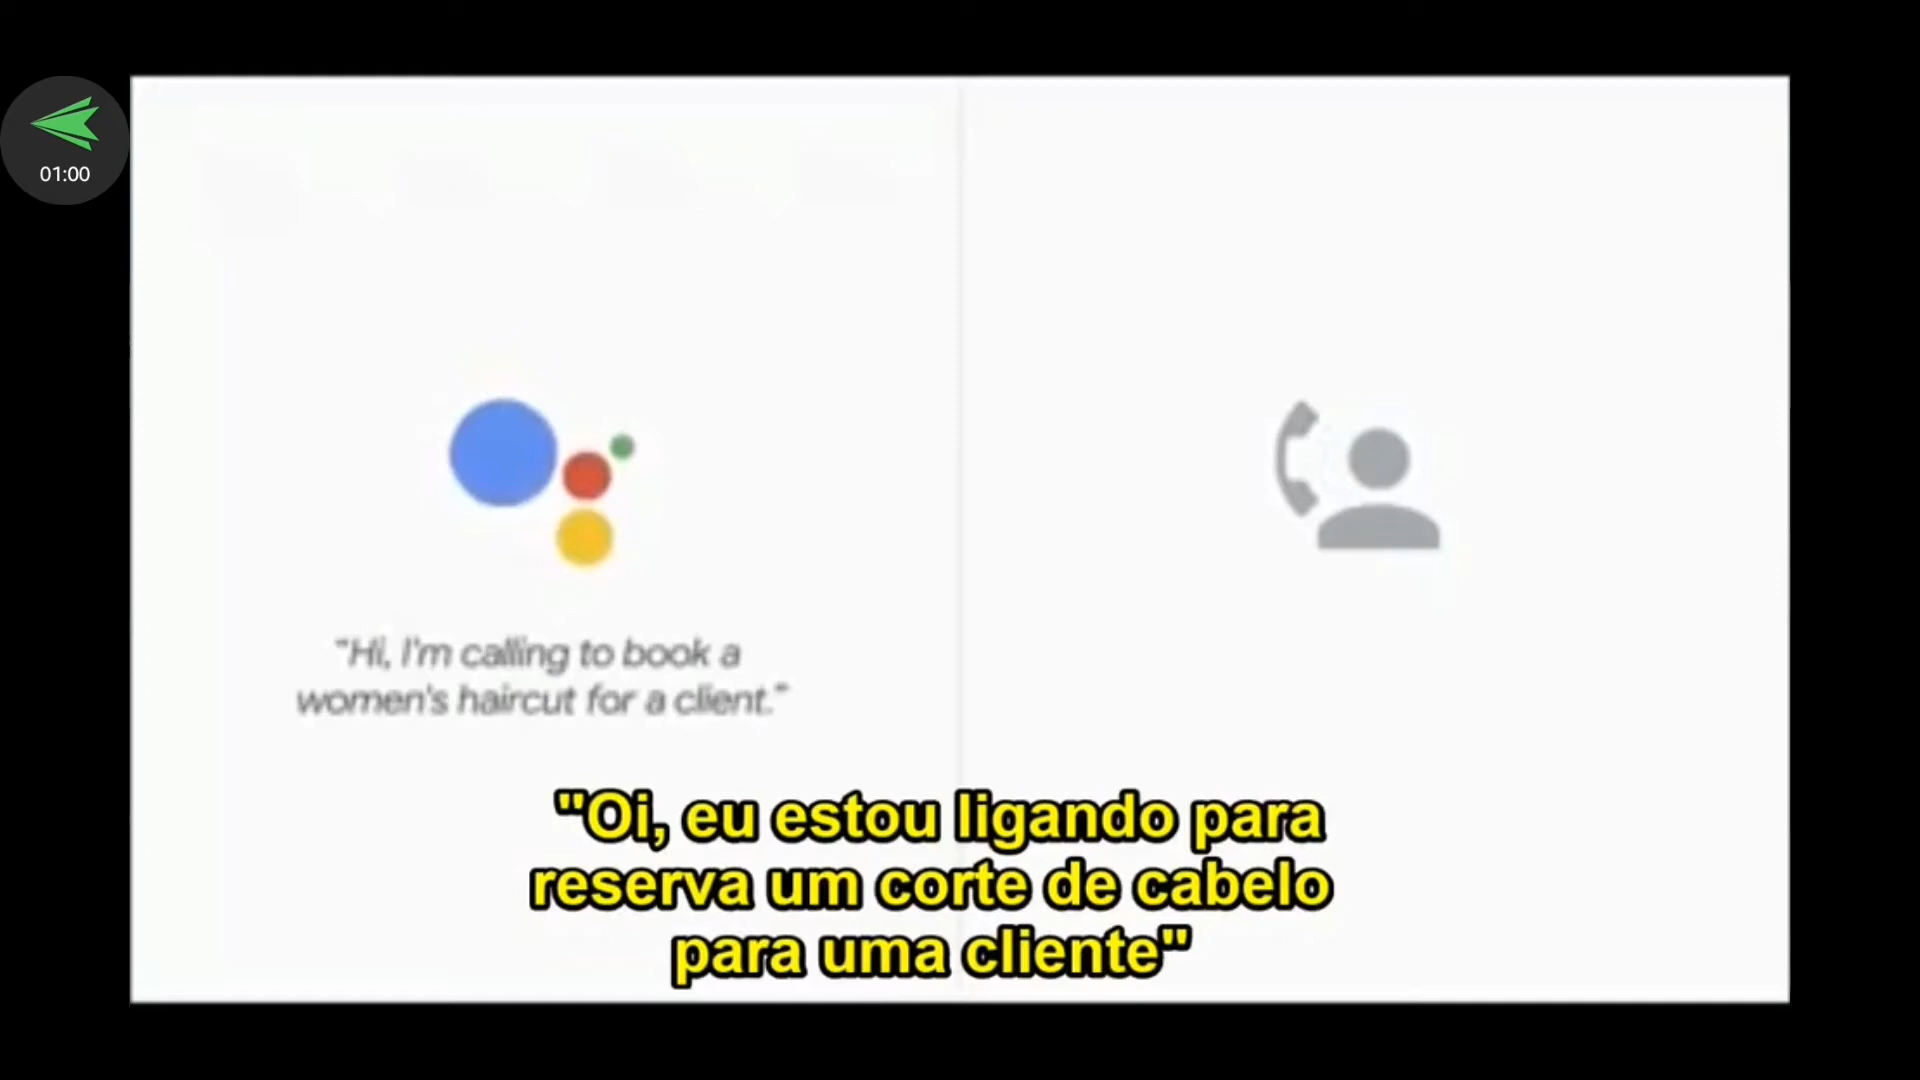 01:00
"Hi, I'm calling to book a
women's haircut for a client."
"Oi, eu estou ligando para
reserva um corte de cabelo
para uma cliente"